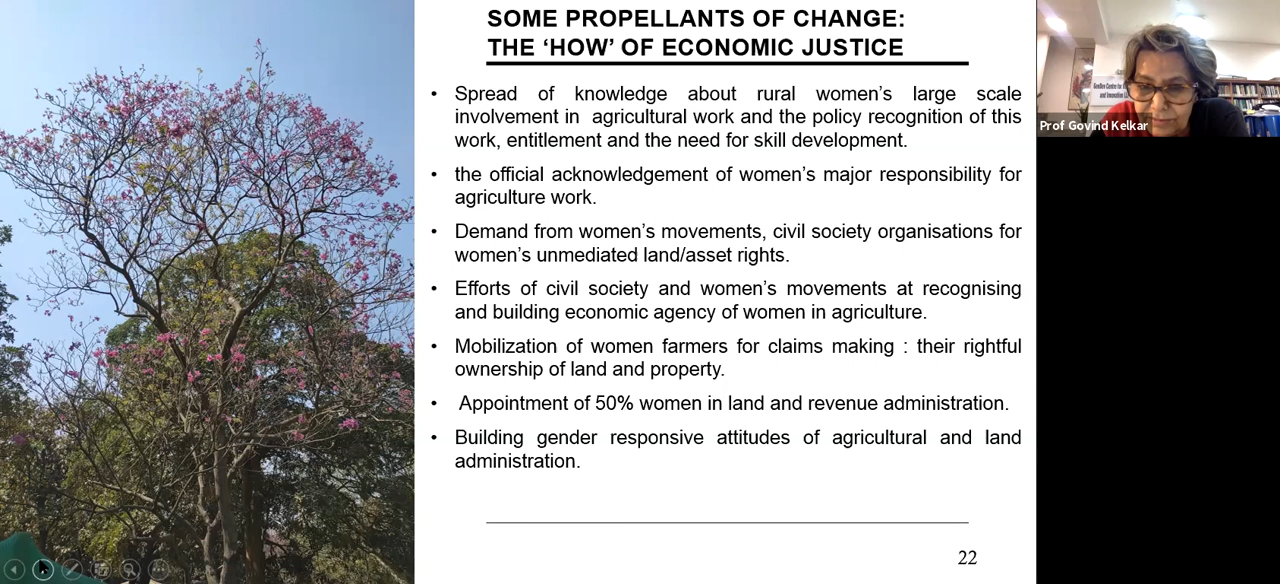 SOME PROPELLANTS OF CHANGE:
THE ‘HOW’ OF ECONOMIC JUSTICE
• Spread of knowledge about rural women’s large scale
involvement in agricultural work and the policy recognition of this
work, entitlement and the need for skill development.
• the official acknowledgement of women’s major responsibility for
agriculture work.
• Demand from women’s movements, civil society organisations for
women’s unmediated land/asset rights.
• Efforts of civil society and women’s movements at recognising
and building economic agency of women in agriculture.
• Mobilization of women farmers for claims making : their rightful
ownership of land and property.
• Appointment of 50% women in land and revenue administration.
• Building gender responsive attitudes of agricultural and land
administration.
22
GenDev Centre for
and Innovation
Prof Govind Kelkar